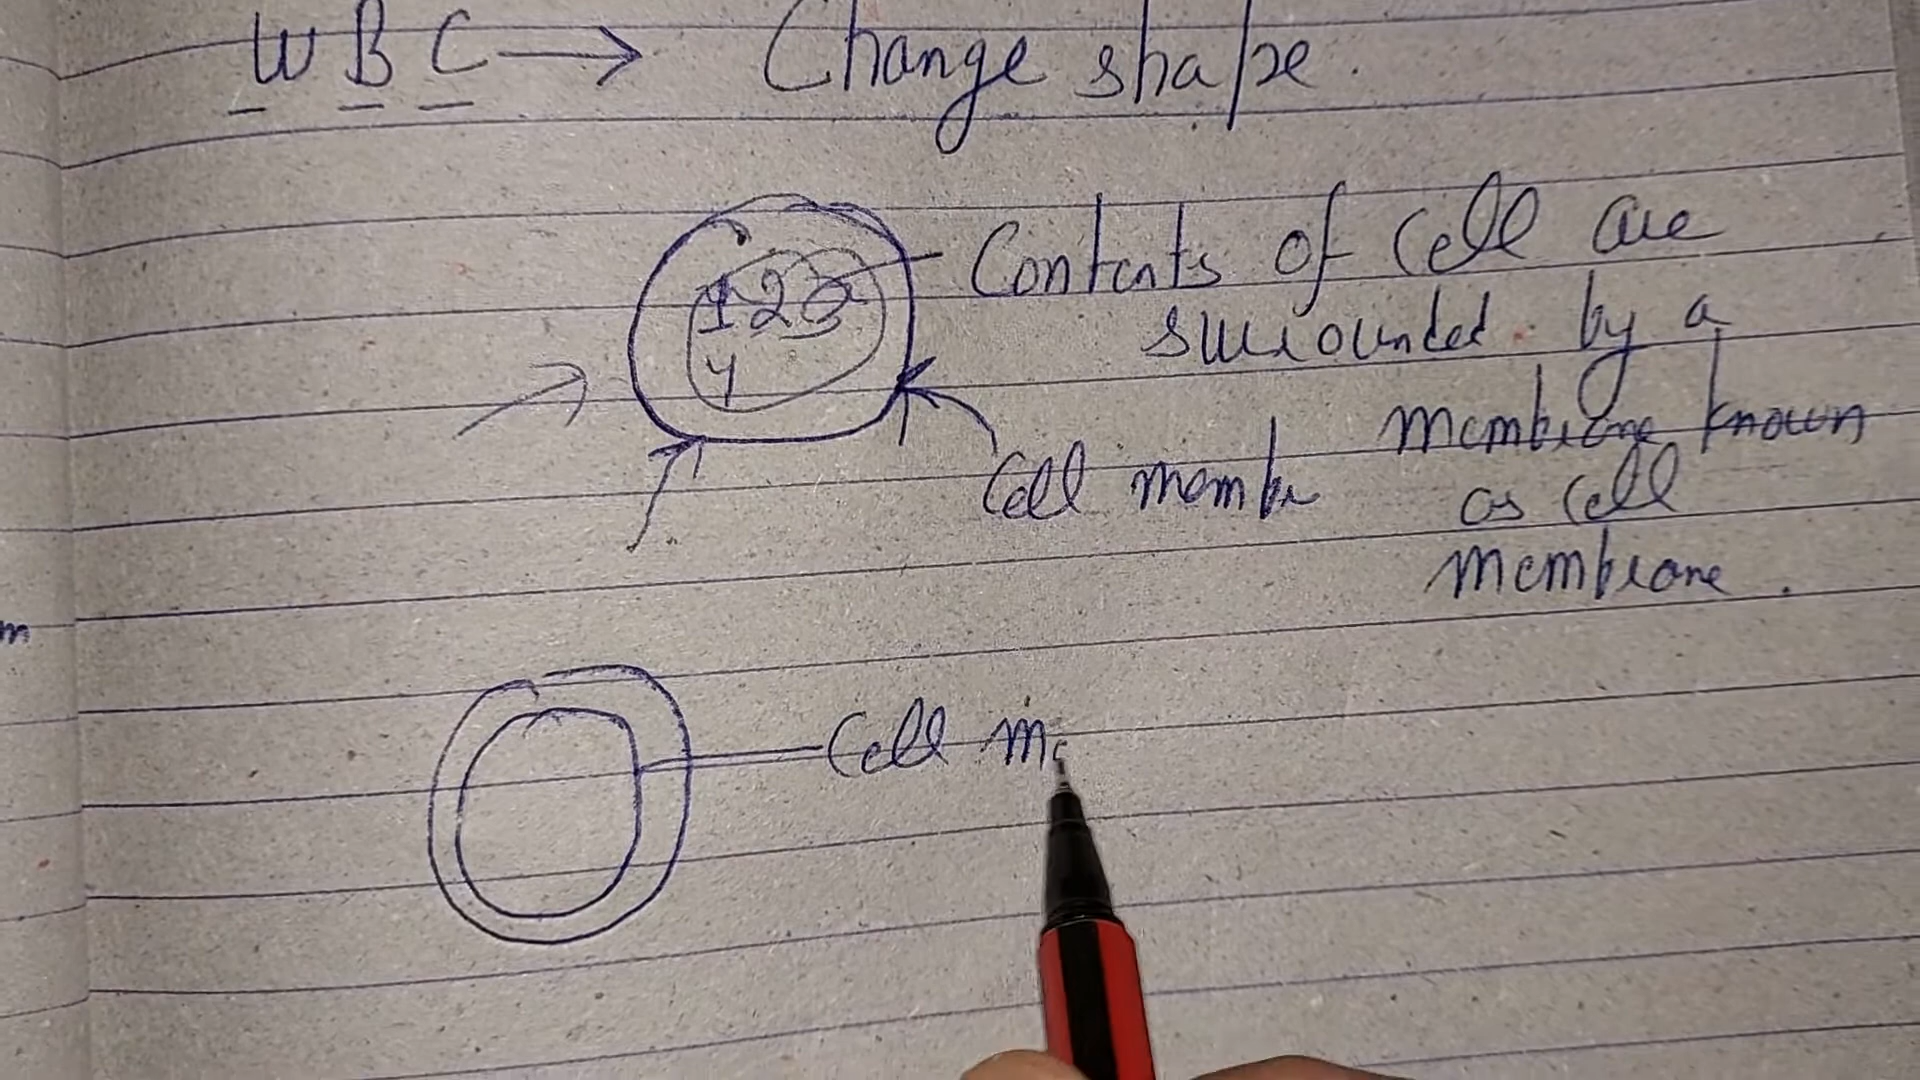 WBC → Change shape.
Contents of Cell are
1 2 3
surrounded by a
4
membrane known
Cell membr
as cell
membrane.
m
Cell me